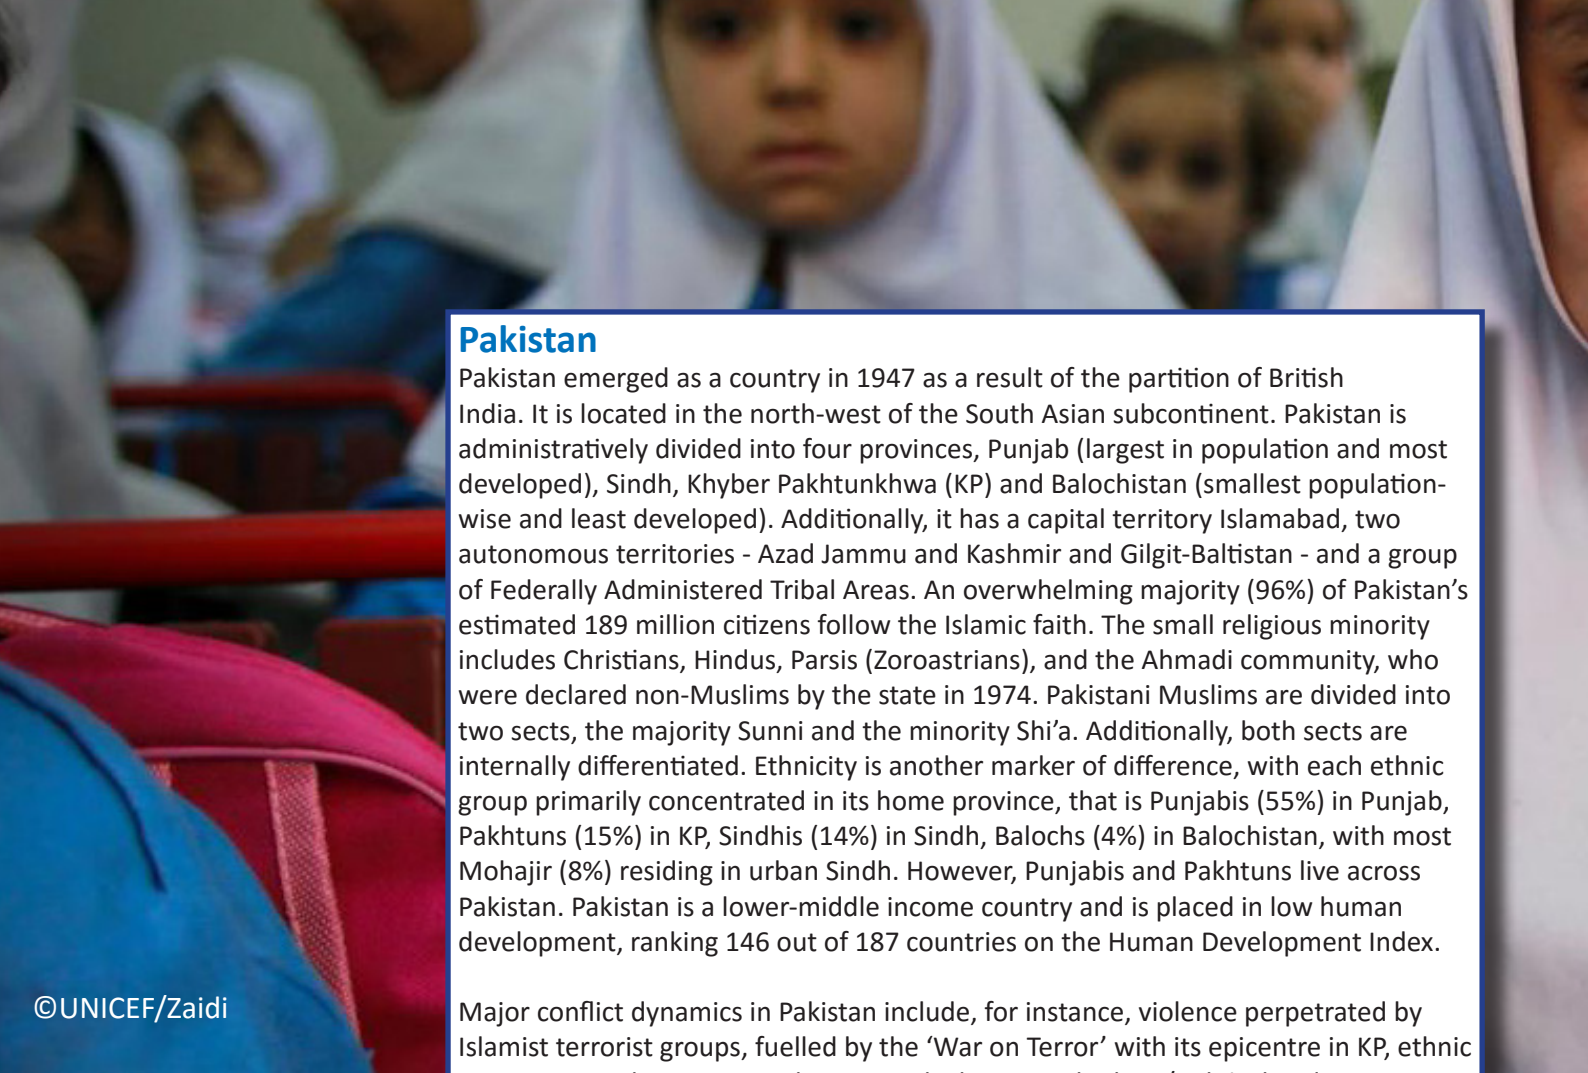 Pakistan
Pakistan emerged as a country in 1947 as a result of the partition of British
India. It is located in the north-west of the South Asian subcontinent. Pakistan is
administratively divided into four provinces, Punjab (largest in population and most
developed), Sindh, Khyber Pakhtunkhwa (KP) and Balochistan (smallest population-
wise and least developed). Additionally, it has a capital territory Islamabad, two
autonomous territories - Azad Jammu and Kashmir and Gilgit-Baltistan - and a group
of Federally Administered Tribal Areas. An overwhelming majority (96%) of Pakistan's
estimated 189 million citizens follow the Islamic faith. The small religious minority
includes Christians, Hindus, Parsis (Zoroastrians), and the Ahmadi community, who
were declared non-Muslims by the state in 1974. Pakistani Muslims are divided into
two sects, the majority Sunni and the minority Shi’a. Additionally, both sects are
internally differentiated. Ethnicity is another marker of difference, with each ethnic
group primarily concentrated in its home province, that is Punjabis (55%) in Punjab,
Pakhtuns (15%) in KP, Sindhis (14%) in Sindh, Balochs (4%) in Balochistan, with most
Mohajir (8%) residing in urban Sindh. However, Punjabis and Pakhtuns live across
Pakistan. Pakistan is a lower-middle income country and is placed in low human
development, ranking 146 out of 187 countries on the Human Development Index.
Major conflict dynamics in Pakistan include, for instance, violence perpetrated by
Islamist terrorist groups, fuelled by the ‘War on Terror’ with its epicentre in KP, ethnic
©UNICEF/Zaidi